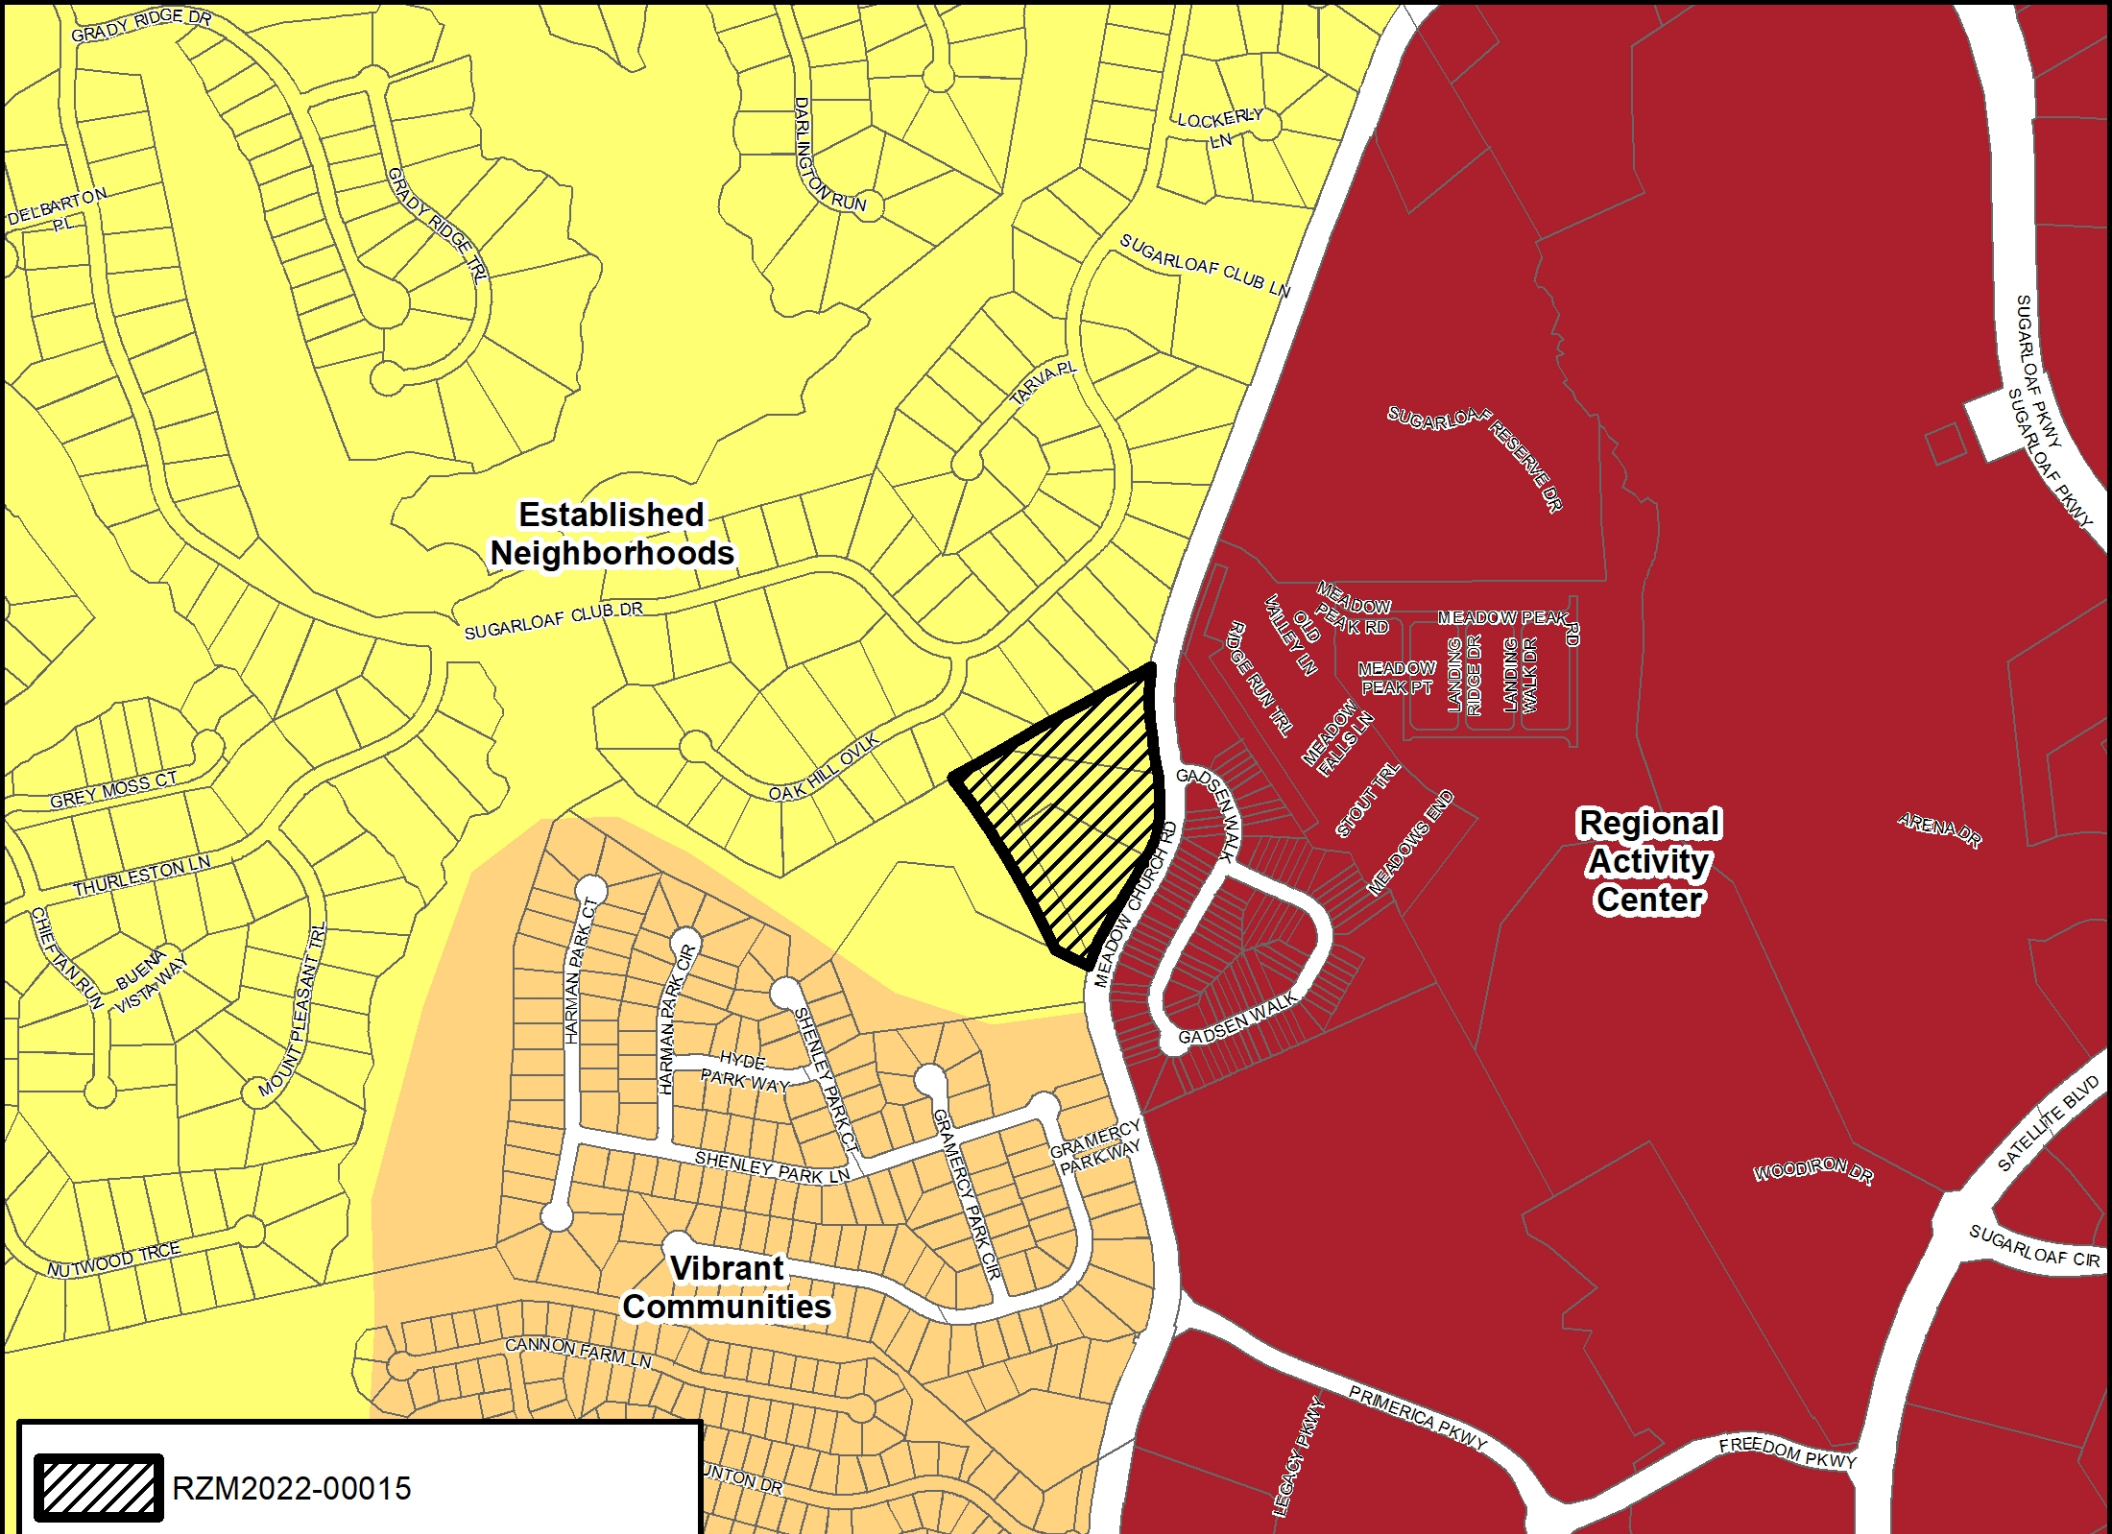 GRADY RIDGE DR
DARLINGTON RUN
LOCKERLY
LN
DELBARTON
PL
GRADY RIDGE TRL
SUGARLOAF CLUB LN
SUGARLOAF PKWY
SUGARLOAF PKWY
TARVA PL
SUGARLOAF RESERVE DR
Established
Neighborhoods
SUGARLOAF CLUB DR
MEADOW
PEAK RD
OLD
VALLEY LN
MEADOW PEAK RD
RIDGE RUN TRL
LANDING
RIDGE DR
LANDING
WALK DR
MEADOW
PEAK PT
MEADOW
FALLS LN
OAK HILL OVLK
GREY MOSS CT
GADSEN WALK
STOUT TRL
MEADOWS END
Regional
Activity
Center
ARENA DR
MEADOW CHURCH RD
THURLESTON LN
CHIEFTAN RUN
BUENA
VISTA WAY
MOUNT PLEASANT TRL
HARMAN PARK CT
HARMAN PARK CIR
SHENLEY PARK CT
GADSEN WALK
HYDE
PARK WAY
SATELLITE BLVD
GRAMERCY
PARK WAY
GRAMERCY PARK CIR
SHENLEY PARK LN
WOODIRON DR
NUTWOOD TRCE
SUGARLOAF CIR
Vibrant
Communities
CANNON FARM LN
PRIMERICA PKWY
LEGACY PKWY
FREEDOM PKWY
UNTON DR
RZM2022-00015